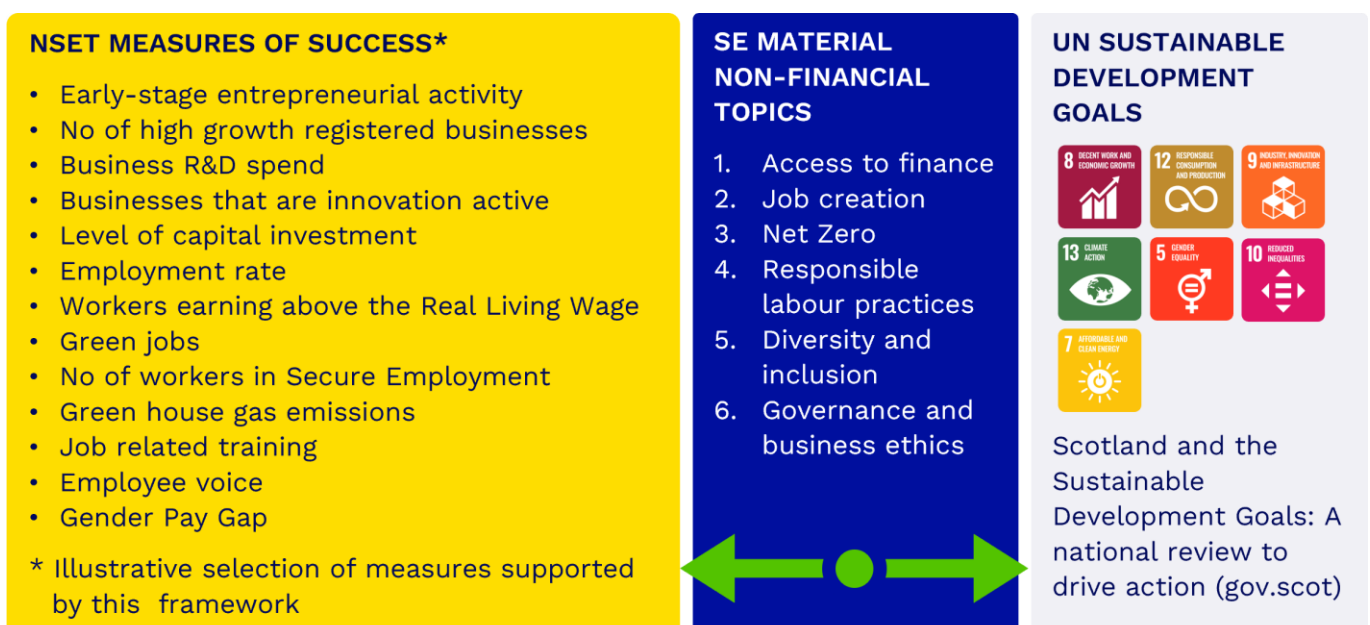 NSET MEASURES OF SUCCESS*
• Early-stage entrepreneurial activity
• No of high growth registered businesses
• Business R&D spend
• Businesses that are innovation active
• Level of capital investment
• Employment rate
• Workers earning above the Real Living Wage
• Green jobs
• No of workers in Secure Employment
• Green house gas emissions
• Job related training
• Employee voice
• Gender Pay Gap
* Illustrative selection of measures supported
by this framework
SE MATERIAL
NON-FINANCIAL
TOPICS
1. Access to finance
2. Job creation
3. Net Zero
4. Responsible
labour practices
5. Diversity and
inclusion
6. Governance and
business ethics
UN SUSTAINABLE
DEVELOPMENT
GOALS
8 DECENT WORK AND
ECONOMIC GROWTH
12 RESPONSIBLE
CONSUMPTION
AND PRODUCTION
9 INDUSTRY, INNOVATION
AND INFRASTRUCTURE
13 CLIMATE
ACTION
5 GENDER
EQUALITY
10 REDUCED
INEQUALITIES
7 AFFORDABLE AND
CLEAN ENERGY
Scotland and the
Sustainable
Development Goals: A
national review to
drive action (gov.scot)